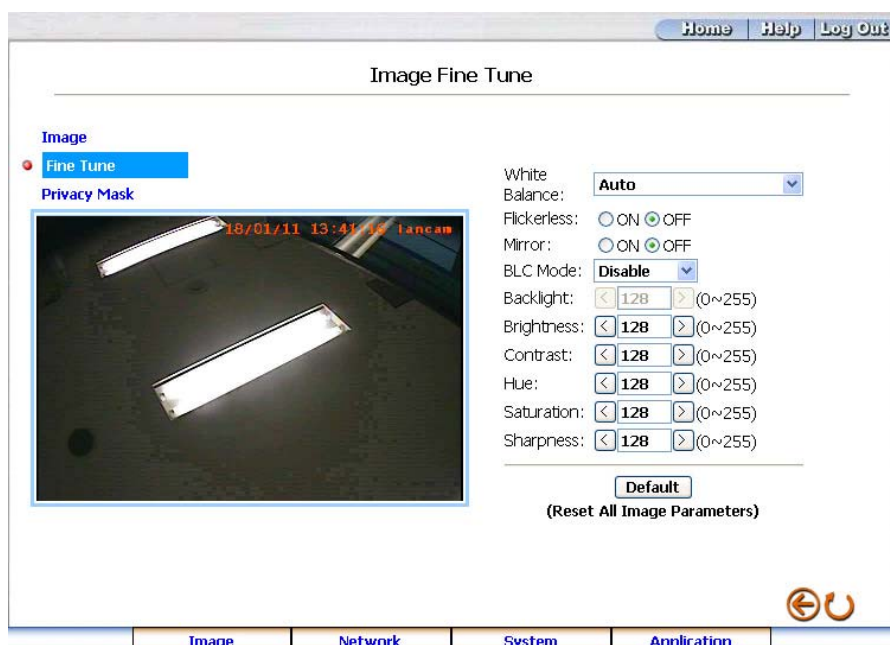 Home Help Log Out
Image Fine Tune
Image
Fine Tune
Privacy Mask
18/01/11 13:41:16 lancam
White Balance: Auto
Flickerless: ON OFF
Mirror: ON OFF
BLC Mode: Disable
Backlight: < 128 > (0~255)
Brightness: < 128 > (0~255)
Contrast: < 128 > (0~255)
Hue: < 128 > (0~255)
Saturation: < 128 > (0~255)
Sharpness: < 128 > (0~255)
Default
(Reset All Image Parameters)
Image Network System Application